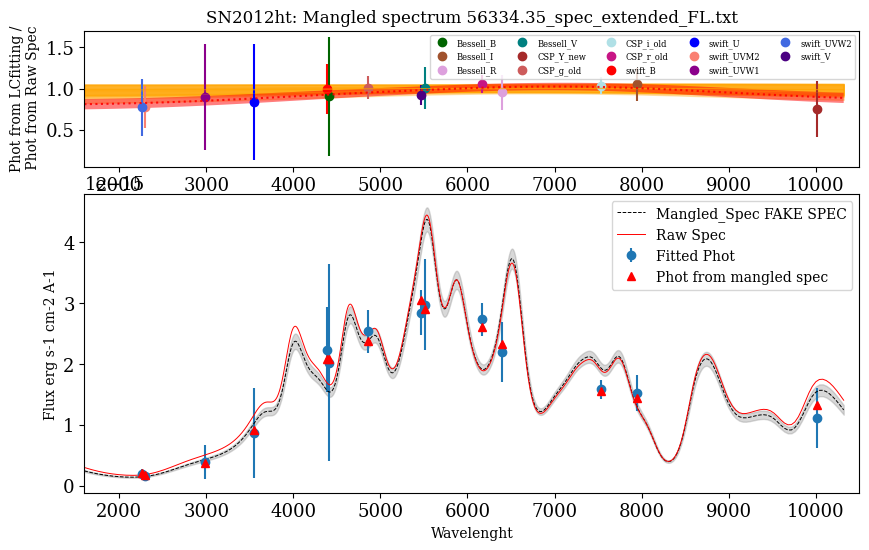 SN2012ht: Mangled spectrum 56334.35_spec_extended_FL.txt
Phot from LCfitting /
Phot from Raw Spec
1.5
1.0
0.5
Bessell_B Bessell_V CSP_i_old swift_U swift_UVW2
Bessell_I CSP_Y_new CSP_r_old swift_UVM2 swift_V
Bessell_R CSP_g_old swift_B swift_UVW1
2000 3000 4000 5000 6000 7000 8000 9000 10000
1e-15
Flux erg s-1 cm-2 A-1
4
3
2
1
0
Mangled_Spec FAKE SPEC
Raw Spec
Fitted Phot
Phot from mangled spec
2000 3000 4000 5000 6000 7000 8000 9000 10000
Wavelenght